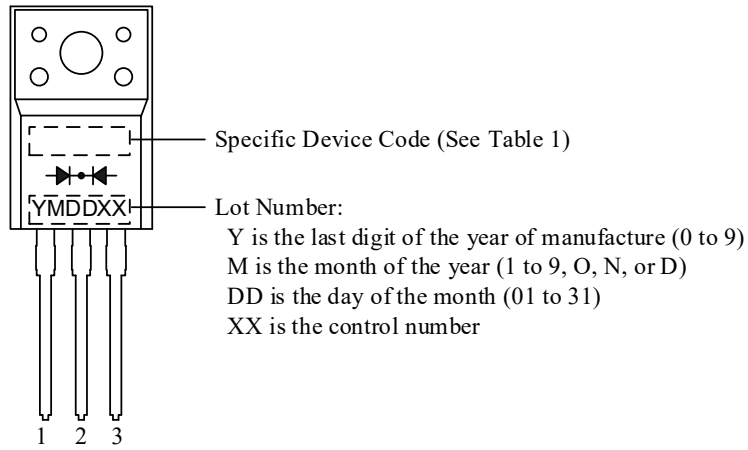 Specific Device Code (See Table 1)
YMDDXX
Lot Number:
Y is the last digit of the year of manufacture (0 to 9)
M is the month of the year (1 to 9, O, N, or D)
DD is the day of the month (01 to 31)
XX is the control number
1 2 3